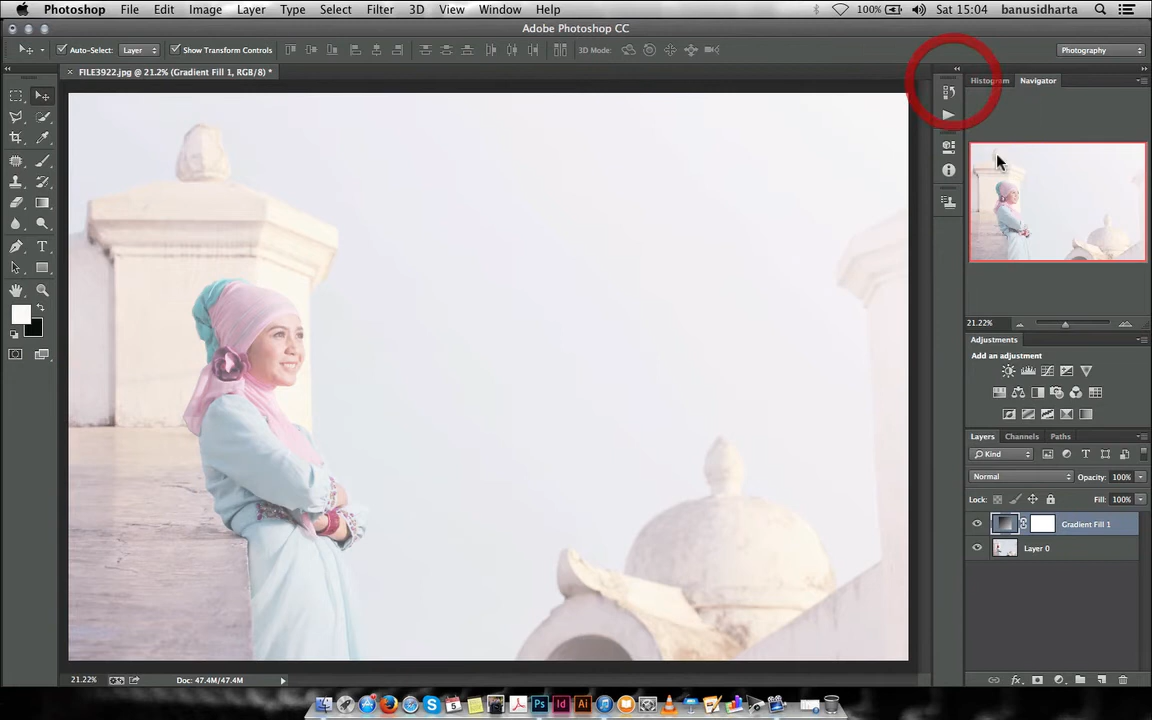 Photoshop File Edit Image Layer Type Select Filter 3D View Window Help 100% Sat 15:04 banusidharta
Adobe Photoshop CC
Auto-Select: Layer Show Transform Controls 3D Mode: Photography
× FILE3922.jpg @ 21.2% (Gradient Fill 1, RGB/8) *
Histogram Navigator
21.22%
Adjustments
Add an adjustment
Layers Channels Paths
Kind
Normal Opacity: 100%
Lock: Fill: 100%
Gradient Fill 1
Layer 0
21.22% Doc: 47.4M/47.4M